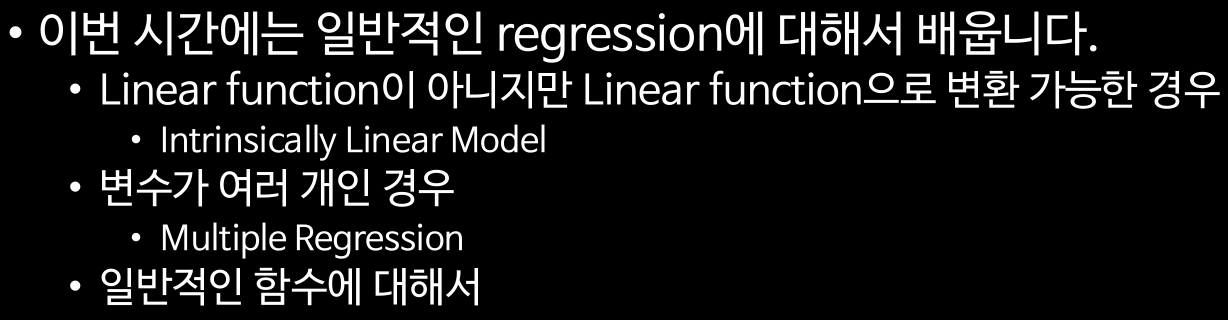 • 이번 시간에는 일반적인 regression에 대해서 배웁니다.
• Linear function이 아니지만 Linear function으로 변환 가능한 경우
• Intrinsically Linear Model
• 변수가 여러 개인 경우
• Multiple Regression
• 일반적인 함수에 대해서